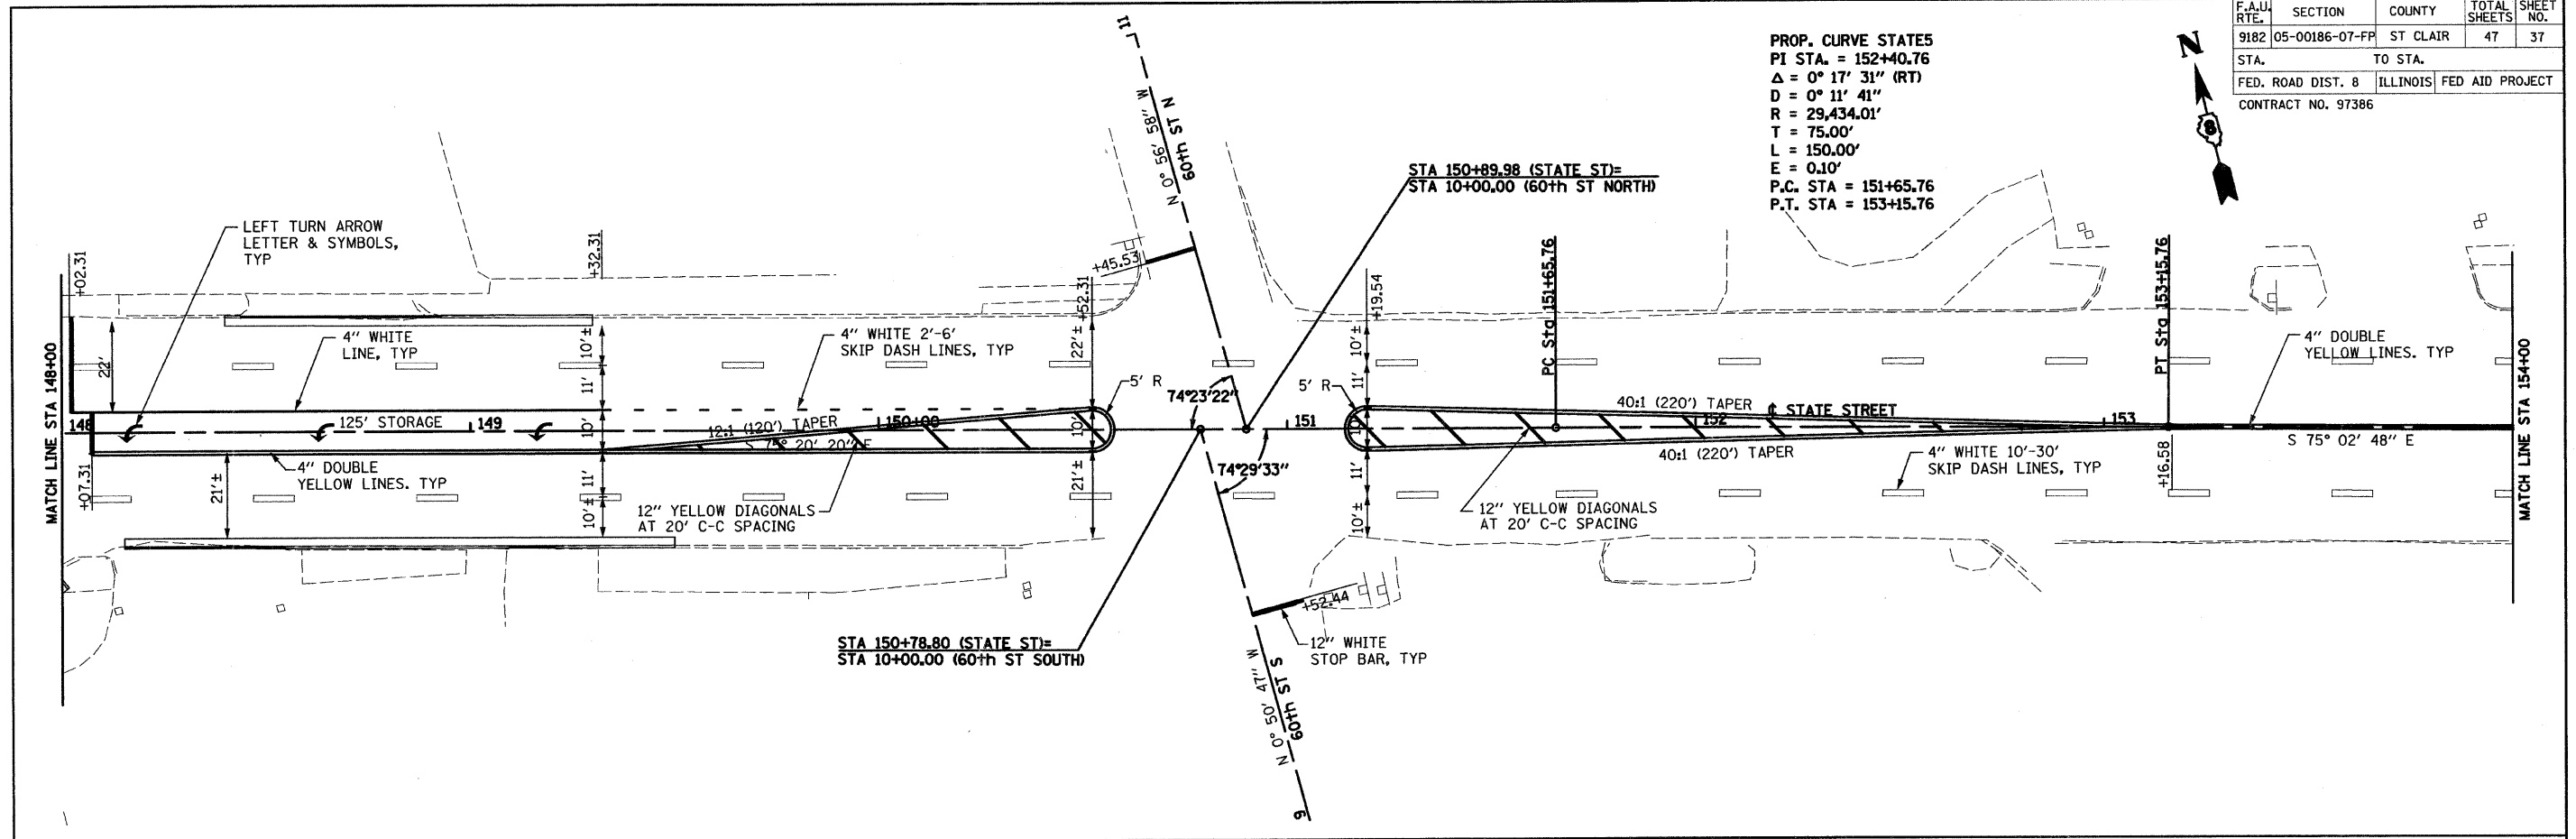 F.A.U. RTE. SECTION COUNTY TOTAL SHEETS SHEET NO.
9182 05-00186-07-FP ST CLAIR 47 37
STA. TO STA.
FED. ROAD DIST. 8 ILLINOIS FED AID PROJECT
CONTRACT NO. 97386
N
8
PROP. CURVE STATE5
PI STA. = 152+40.76
Δ = 0° 17' 31" (RT)
D = 0° 11' 41"
R = 29,434.01'
T = 75.00'
L = 150.00'
E = 0.10'
P.C. STA = 151+65.76
P.T. STA = 153+15.76
11
N 0° 56' 58" W
60th ST N
STA 150+89.98 (STATE ST)=
STA 10+00.00 (60th ST NORTH)
LEFT TURN ARROW
LETTER & SYMBOLS,
TYP
+02.31
+32.31
+45.53
+52.31
+19.54
PC Sta 151+65.76
PT Sta 153+15.76
4" WHITE
LINE, TYP
4" WHITE 2'-6'
SKIP DASH LINES, TYP
4" DOUBLE
YELLOW LINES. TYP
MATCH LINE STA 148+00
MATCH LINE STA 154+00
22'
10'±
11'
22'±
5' R
5' R
10'±
11'
74°23'22"
148
125' STORAGE
149
10'
12:1 (120') TAPER
150+00
S 75° 20' 20" E
10'
151
10'
40:1 (220') TAPER
℄ STATE STREET
152
153
40:1 (220') TAPER
S 75° 02' 48" E
+07.31
21'±
4" DOUBLE
YELLOW LINES. TYP
11'
10'±
12" YELLOW DIAGONALS
AT 20' C-C SPACING
21'±
74°29'33"
11'
10'±
12" YELLOW DIAGONALS
AT 20' C-C SPACING
4" WHITE 10'-30'
SKIP DASH LINES, TYP
+16.58
+52.44
12" WHITE
STOP BAR, TYP
STA 150+78.80 (STATE ST)=
STA 10+00.00 (60th ST SOUTH)
N 0° 50' 47" W
60th ST S
9